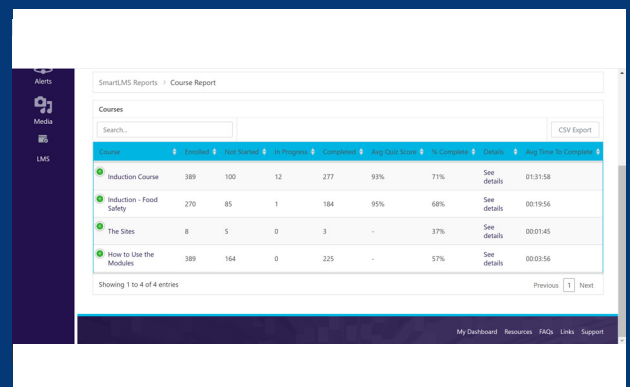 Alerts
Media
LMS
SmartLMS Reports > Course Report
Courses
Search...
CSV Export
Course Enrolled Not Started In Progress Completed Avg Quiz Score % Complete Details Avg Time To Complete
Induction Course 389 100 12 277 93% 71% See details 01:31:58
Induction - Food Safety 270 85 1 184 95% 68% See details 00:19:56
The Sites 8 5 0 3 - 37% See details 00:01:45
How to Use the Modules 389 164 0 225 - 57% See details 00:03:56
Showing 1 to 4 of 4 entries
Previous 1 Next
My Dashboard Resources FAQs Links Support